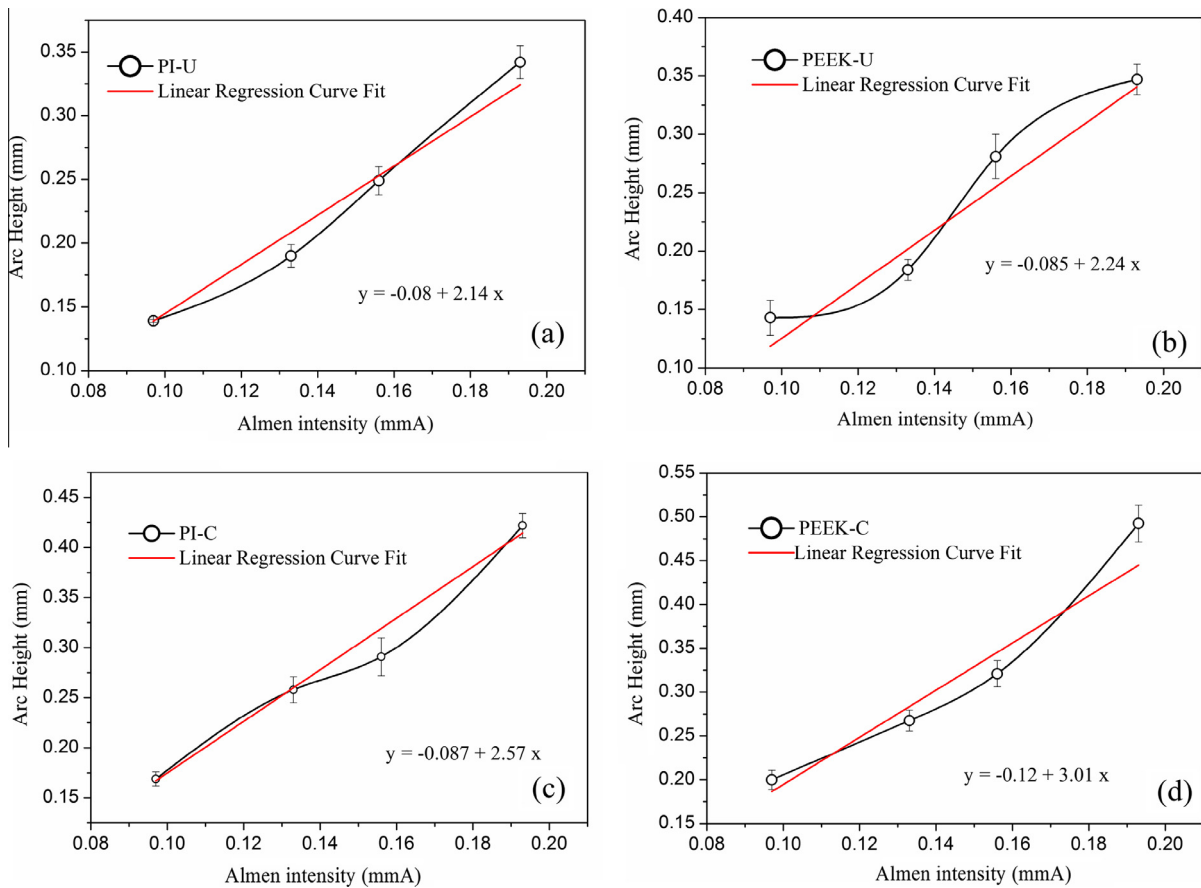 0.40
0.35
0.30
0.25
0.20
0.15
0.10
Arc Height (mm)
PI-U
Linear Regression Curve Fit
y = -0.08 + 2.14 x
(a)
0.08 0.10 0.12 0.14 0.16 0.18 0.20
Almen intensity (mmA)
0.40
0.35
0.30
0.25
0.20
0.15
0.10
Arc Height (mm)
PEEK-U
Linear Regression Curve Fit
y = -0.085 + 2.24 x
(b)
0.08 0.10 0.12 0.14 0.16 0.18 0.20
Almen intensity (mmA)
0.45
0.40
0.35
0.30
0.25
0.20
0.15
Arc Height (mm)
PI-C
Linear Regression Curve Fit
y = -0.087 + 2.57 x
(c)
0.08 0.10 0.12 0.14 0.16 0.18 0.20
Almen intensity (mmA)
0.55
0.50
0.45
0.40
0.35
0.30
0.25
0.20
0.15
Arc Height (mm)
PEEK-C
Linear Regression Curve Fit
y = -0.12 + 3.01 x
(d)
0.08 0.10 0.12 0.14 0.16 0.18 0.20
Almen intensity (mmA)